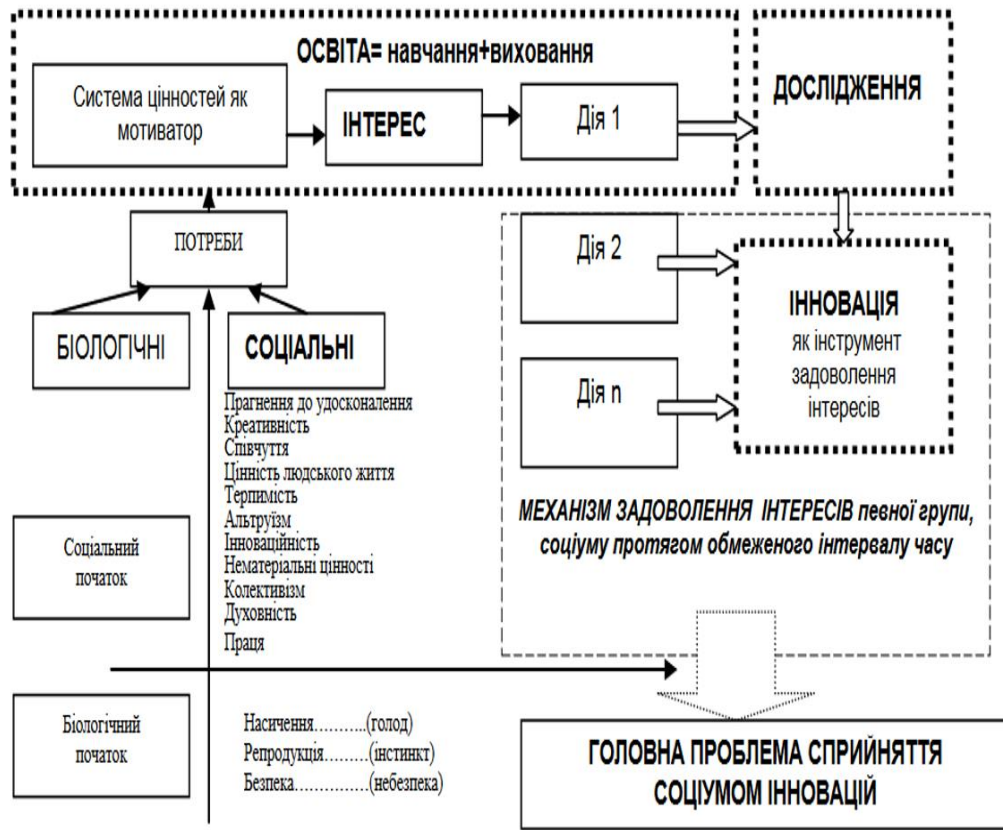 ОСВІТА= навчання+виховання
Система цінностей як
мотиватор
ІНТЕРЕС
Дія 1
ДОСЛІДЖЕННЯ
ПОТРЕБИ
БІОЛОГІЧНІ
СОЦІАЛЬНІ
Прагнення до удосконалення
Креативність
Співчуття
Цінність людського життя
Терпимість
Альтруїзм
Інноваційність
Нематеріальні цінності
Колективізм
Духовність
Праця
Соціальний
початок
Біологічний
початок
Насичення………..(голод)
Репродукція……(інстинкт)
Безпека……………(небезпека)
Дія 2
Дія n
ІННОВАЦІЯ
як інструмент
задоволення
інтересів
МЕХАНІЗМ ЗАДОВОЛЕННЯ ІНТЕРЕСІВ певної групи,
соціуму протягом обмеженого інтервалу часу
ГОЛОВНА ПРОБЛЕМА СПРИЙНЯТТЯ
СОЦІУМОМ ІННОВАЦІЙ